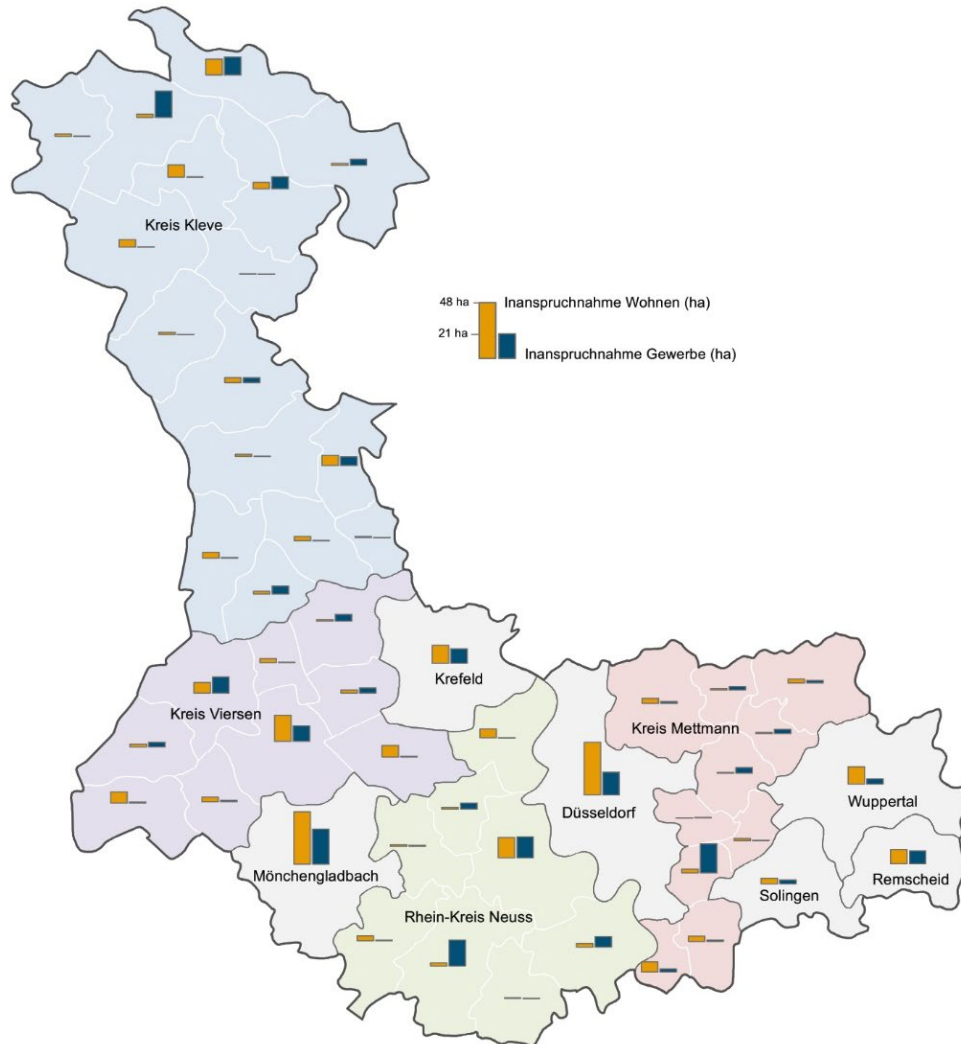 Kreis Kleve
48 ha
Inanspruchnahme Wohnen (ha)
21 ha
Inanspruchnahme Gewerbe (ha)
Krefeld
Kreis Viersen
Kreis Mettmann
Düsseldorf
Wuppertal
Mönchengladbach
Solingen
Remscheid
Rhein-Kreis Neuss